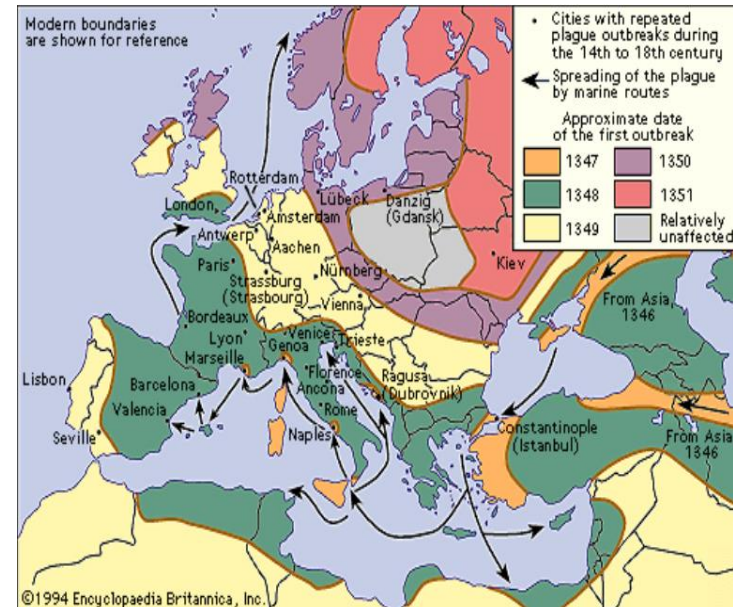 Modern boundaries
are shown for reference
• Cities with repeated
plague outbreaks during
the 14th to 18th century
Spreading of the plague
by marine routes
Approximate date
of the first outbreak
1347
1350
1348
1351
1349
Relatively
unaffected
Rotterdam
London
Amsterdam
Lübeck
Danzig
(Gdansk)
Antwerp
Aachen
Kiev
Paris
Nürnberg
Strassburg
(Strasbourg)
Vienna
From Asia,
1346
Bordeaux
Lyon
Venice
Trieste
Marseille
Genoa
Lisbon
Florence
Ragusa
(Dubrovnik)
Barcelona
Ancona
Valencia
Rome
Constantinople
(Istanbul)
Seville
Naples
From Asia,
1346
©1994 Encyclopaedia Britannica, Inc.